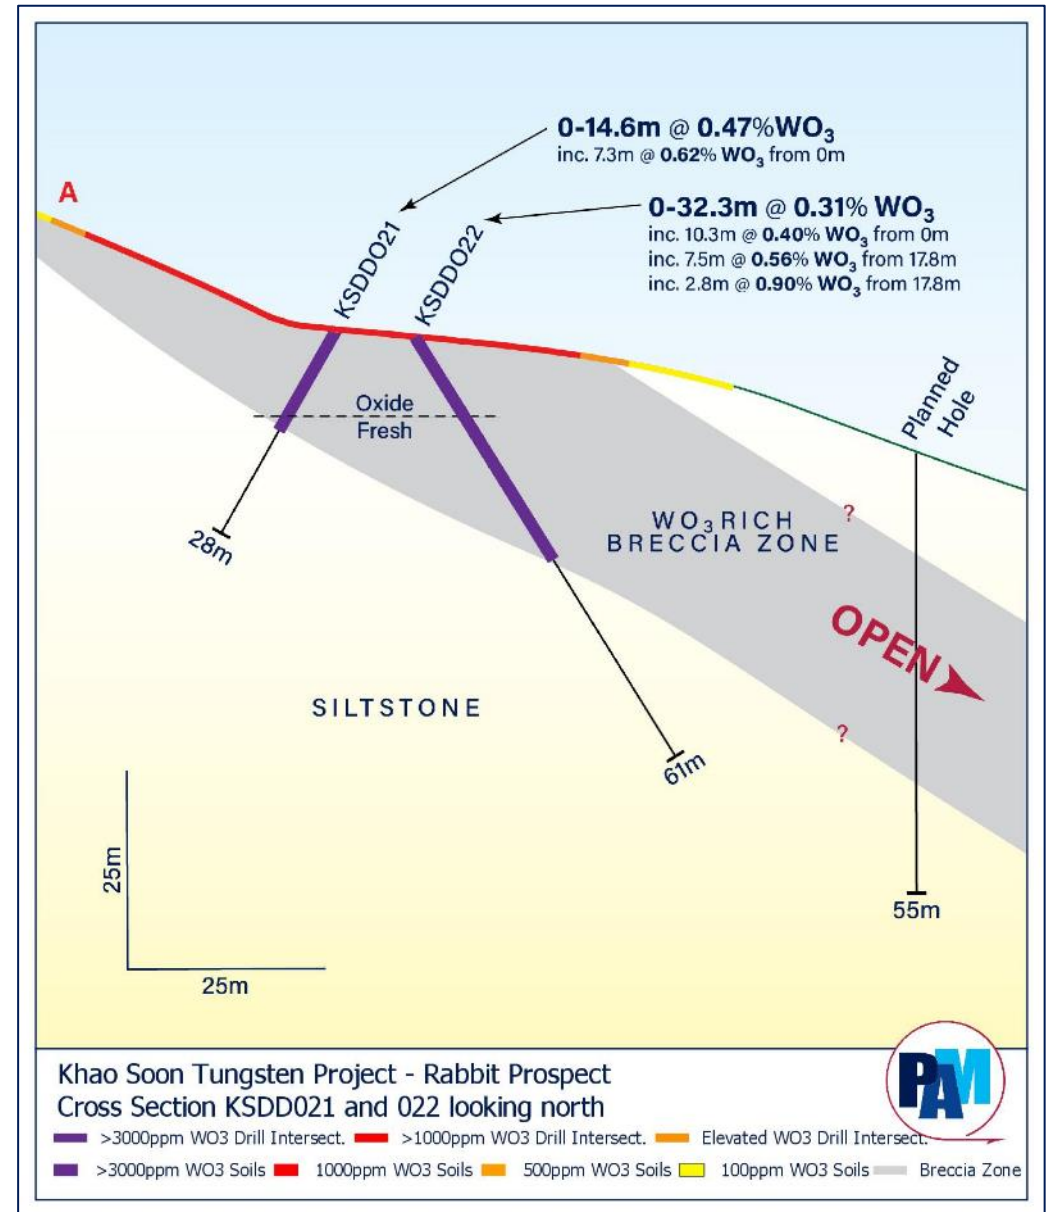 0-14.6m @ 0.47%WO3
inc. 7.3m @ 0.62% WO3 from 0m
A
0-32.3m @ 0.31% WO3
inc. 10.3m @ 0.40% WO3 from 0m
inc. 7.5m @ 0.56% WO3 from 17.8m
inc. 2.8m @ 0.90% WO3 from 17.8m
KSDDO21
KSDDO22
Planned
Hole
Oxide
Fresh
28m
WO3RICH
BRECCIA ZONE
?
OPEN
SILTSTONE
?
61m
25m
55m
25m
Khao Soon Tungsten Project - Rabbit Prospect
Cross Section KSDD021 and 022 looking north
PAM
>3000ppm WO3 Drill Intersect. >1000ppm WO3 Drill Intersect. Elevated WO3 Drill Intersect.
>3000ppm WO3 Soils 1000ppm WO3 Soils 500ppm WO3 Soils 100ppm WO3 Soils Breccia Zone